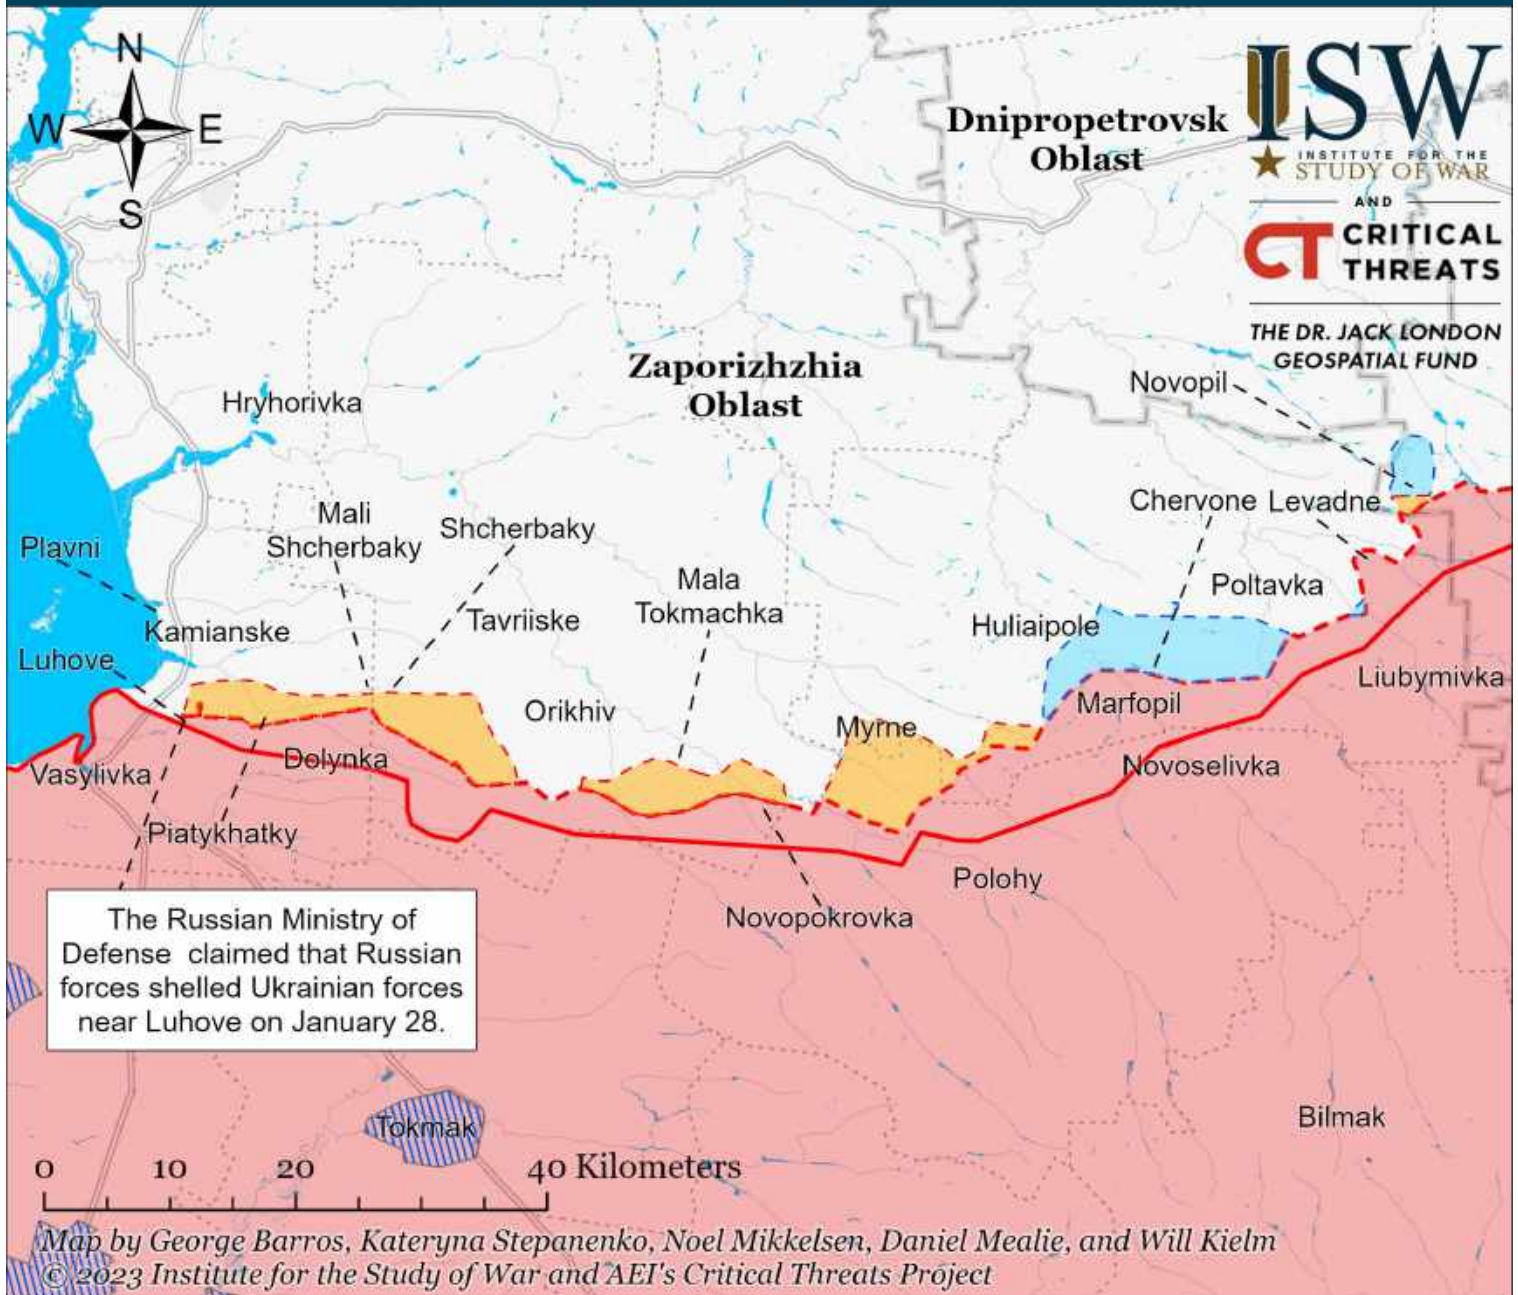 N
W
E
S
Dnipropetrovsk
Oblast
ISW
INSTITUTE FOR THE
STUDY OF WAR
AND
CT CRITICAL
THREATS
THE DR. JACK LONDON
GEOSPATIAL FUND
Zaporizhzhia
Oblast
Novopil
Hryhorivka
Chervone
Levadne
Mali
Shcherbaky
Shcherbaky
Plavni
Mala
Tokmachka
Poltavka
Tavriiske
Huliaipole
Kamianske
Luhove
Liubymivka
Orikhiv
Marfopil
Myrne
Dolynka
Vasylivka
Novoselivka
Piatykhatky
Polohy
Novopokrovka
The Russian Ministry of
Defense claimed that Russian
forces shelled Ukrainian forces
near Luhove on January 28.
Bilmak
Tokmak
0 10 20 40 Kilometers
Map by George Barros, Kateryna Stepanenko, Noel Mikkelsen, Daniel Mealie, and Will Kielm
© 2023 Institute for the Study of War and AEI's Critical Threats Project